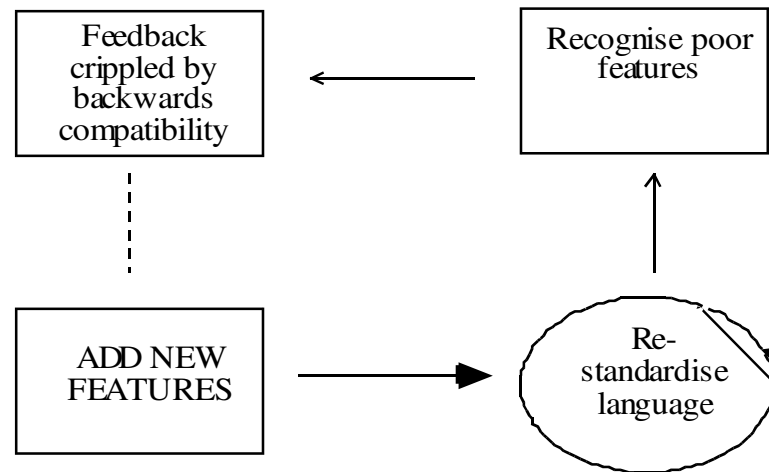 Feedback
crippled by
backwards
compatibility
Recognise poor
features
ADD NEW
FEATURES
Re-
standardise
language